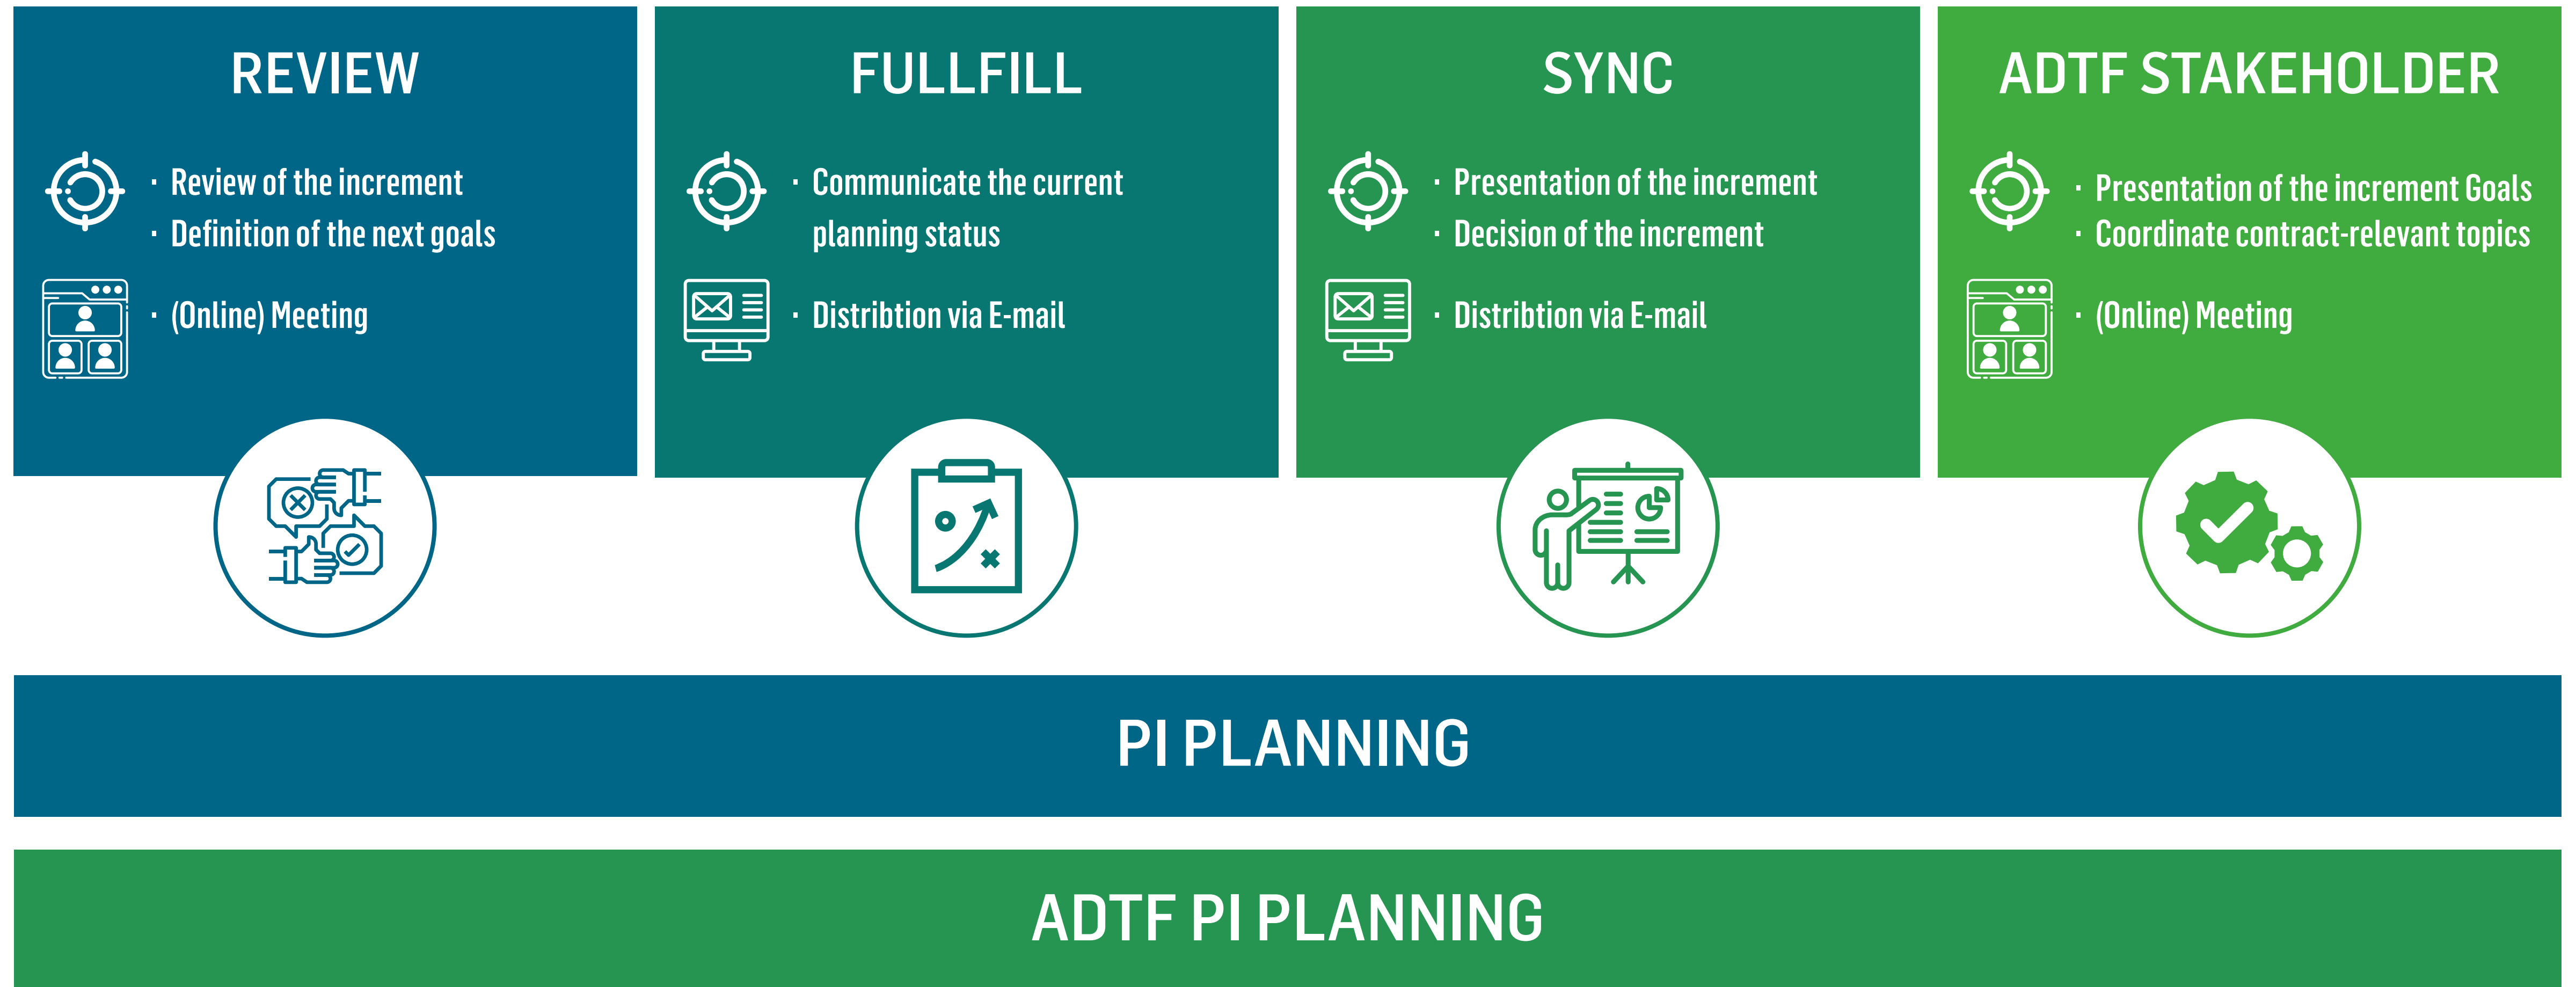 REVIEW
· Review of the increment
· Definition of the next goals
· (Online) Meeting
FULLFILL
· Communicate the current
planning status
· Distribtion via E-mail
SYNC
· Presentation of the increment
· Decision of the increment
· Distribtion via E-mail
ADTF STAKEHOLDER
· Presentation of the increment Goals
· Coordinate contract-relevant topics
· (Online) Meeting
PI PLANNING
ADTF PI PLANNING